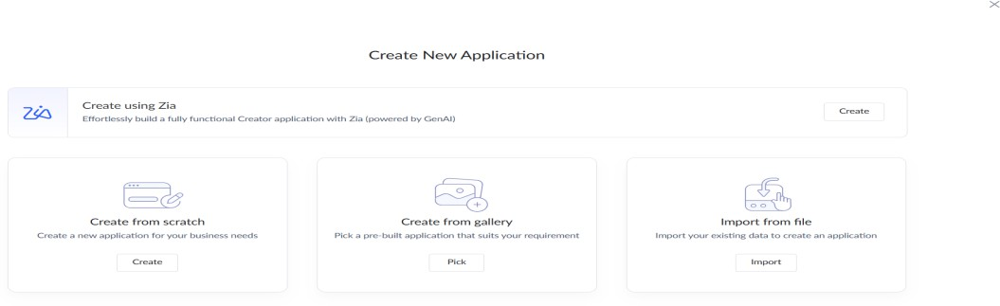 Create New Application
Zia
Create using Zia
Effortlessly build a fully functional Creator application with Zia (powered by GenAI)
Create
Create from scratch
Create a new application for your business needs
Create
Create from gallery
Pick a pre-built application that suits your requirement
Pick
Import from file
Import your existing data to create an application
Import